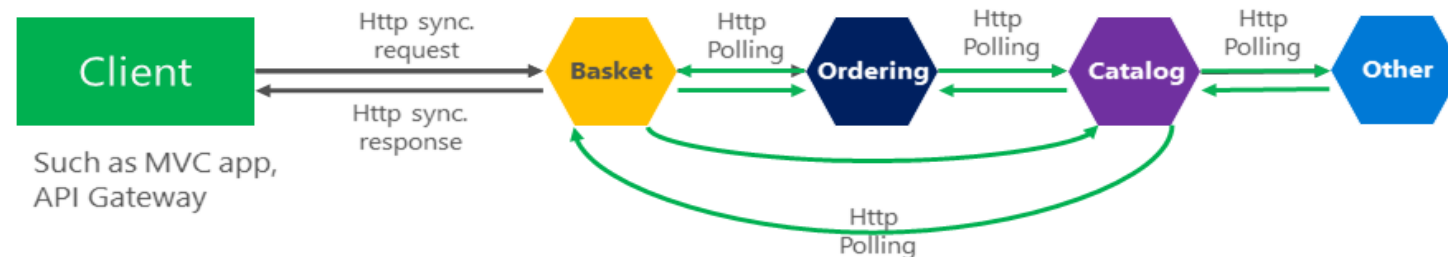 Client
Such as MVC app,
API Gateway
Http sync.
request
Http sync.
response
Basket
Http
Polling
Ordering
Http
Polling
Catalog
Http
Polling
Other
Http
Polling